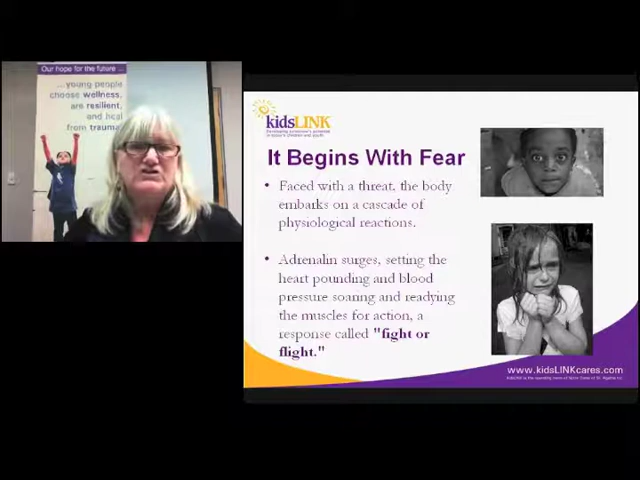 Our hope for the future ...
...young people
choose wellness,
are resilient,
and heal
from trauma
kidsLINK
It Begins With Fear
• Faced with a threat, the body
embarks on a cascade of
physiological reactions.
• Adrenalin surges, setting the
heart pounding and blood
pressure soaring and readying
the muscles for action, a
response called "fight or
flight."
www.kidsLINKcares.com